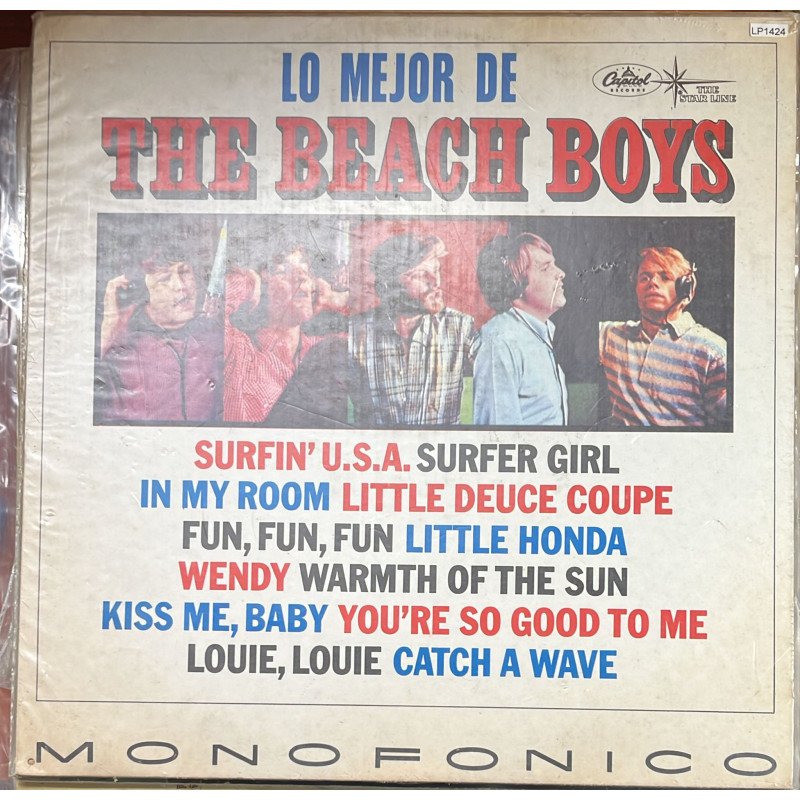 LP1424
LO MEJOR DE
Capitol
RECORDS
THE
STAR LINE
THE BEACH BOYS
SURFIN' U.S.A. SURFER GIRL
IN MY ROOM LITTLE DEUCE COUPE
FUN, FUN, FUN LITTLE HONDA
WENDY WARMTH OF THE SUN
KISS ME, BABY YOU'RE SO GOOD TO ME
LOUIE, LOUIE CATCH A WAVE
MONOFONICO